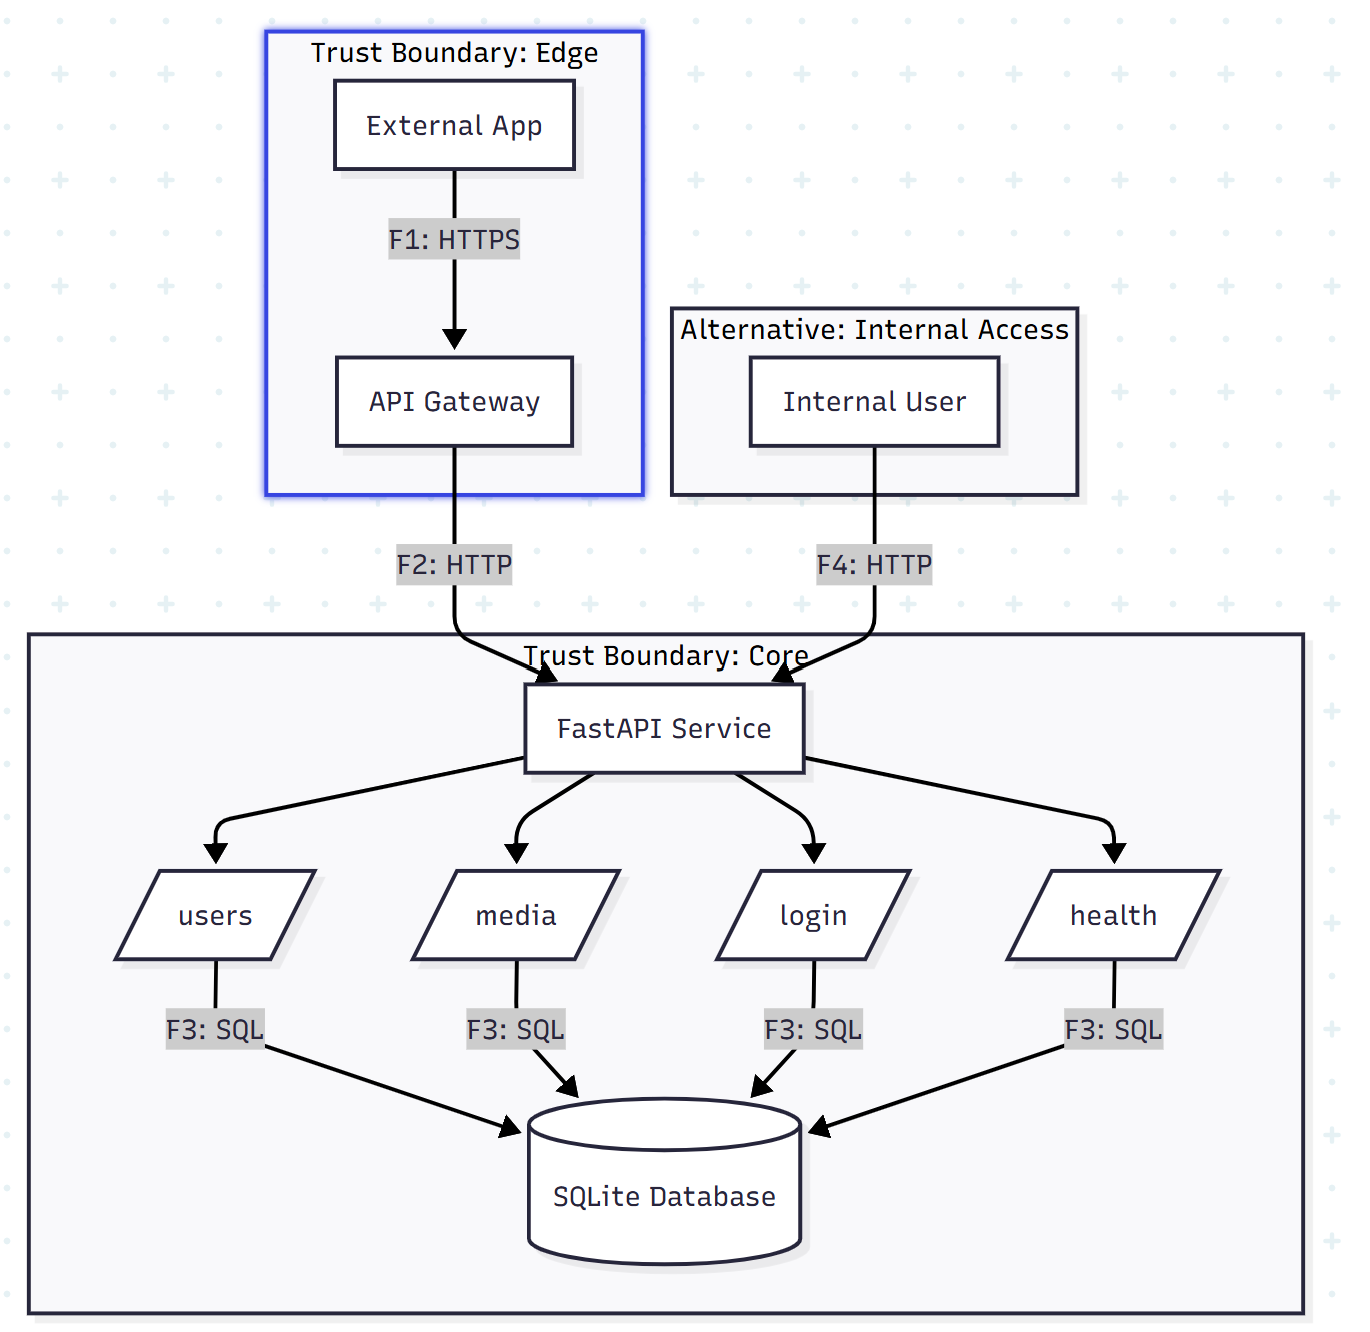 Trust Boundary: Edge
External App
F1: HTTPS
API Gateway
Alternative: Internal Access
Internal User
F2: HTTP
F4: HTTP
Trust Boundary: Core
FastAPI Service
users
media
login
health
F3: SQL
F3: SQL
F3: SQL
F3: SQL
SQLite Database